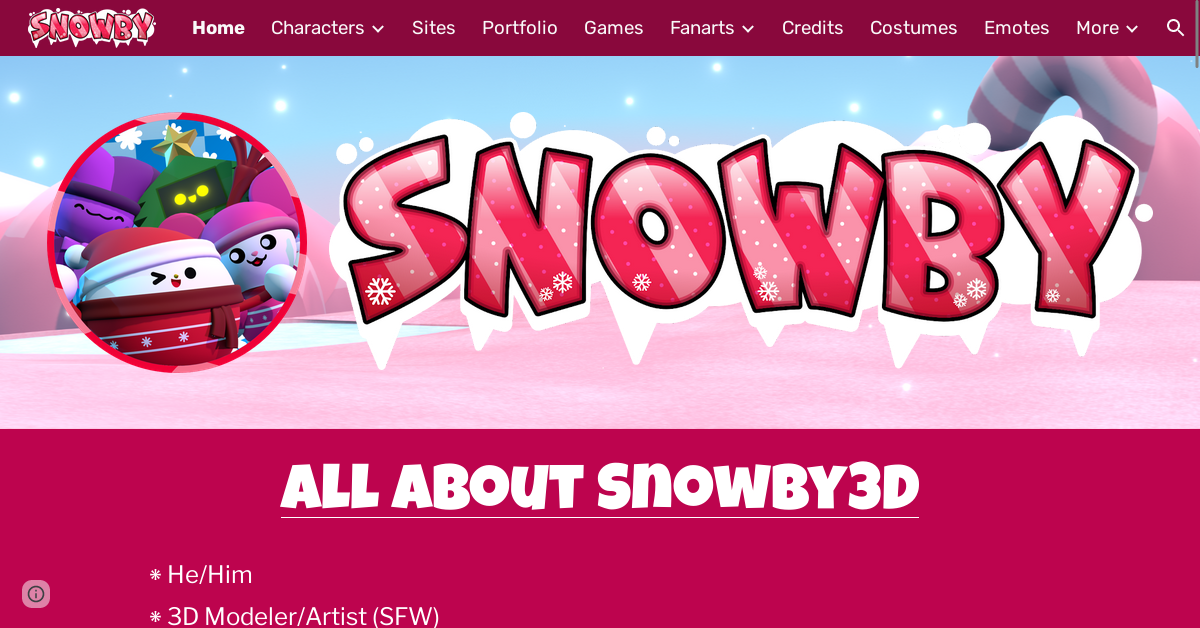 SNOWBY Home Characters Sites Portfolio Games Fanarts Credits Costumes Emotes More
SNOWBY
ALL ABOUT SNOWBY3D
He/Him
3D Modeler/Artist (SFW)